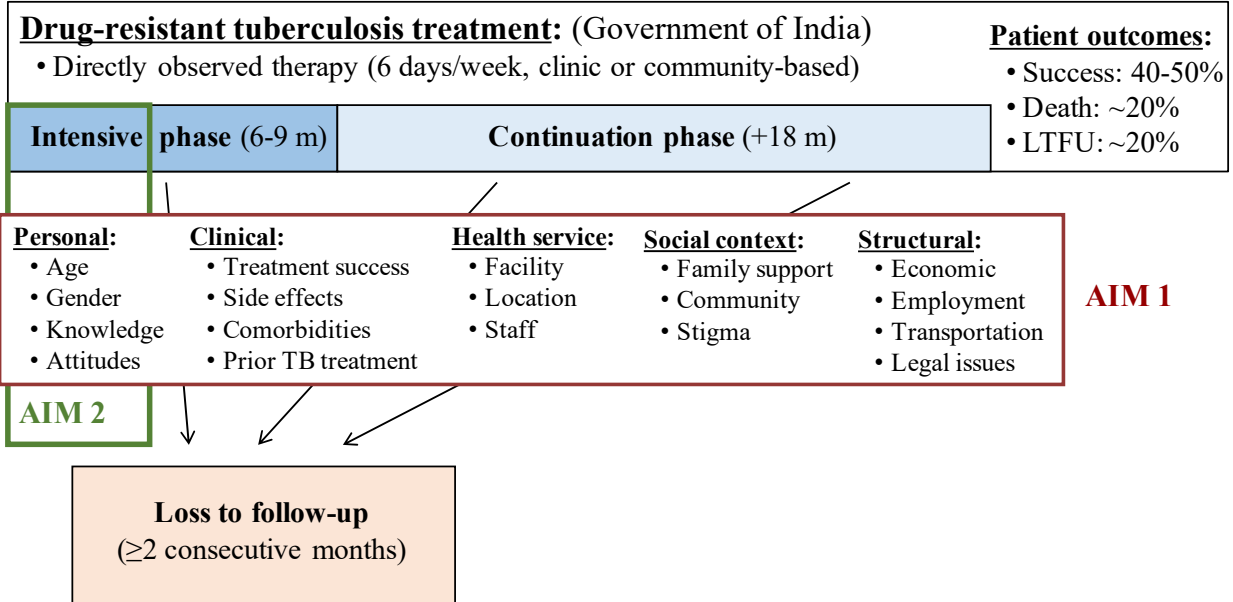 Drug-resistant tuberculosis treatment: (Government of India)
• Directly observed therapy (6 days/week, clinic or community-based)
Patient outcomes:
• Success: 40-50%
• Death: ~20%
• LTFU: ~20%
Intensive phase (6-9 m)
Continuation phase (+18 m)
Personal:
• Age
• Gender
• Knowledge
• Attitudes
Clinical:
• Treatment success
• Side effects
• Comorbidities
• Prior TB treatment
Health service:
• Facility
• Location
• Staff
Social context:
• Family support
• Community
• Stigma
Structural:
• Economic
• Employment
• Transportation
• Legal issues
AIM 1
AIM 2
Loss to follow-up
(≥2 consecutive months)